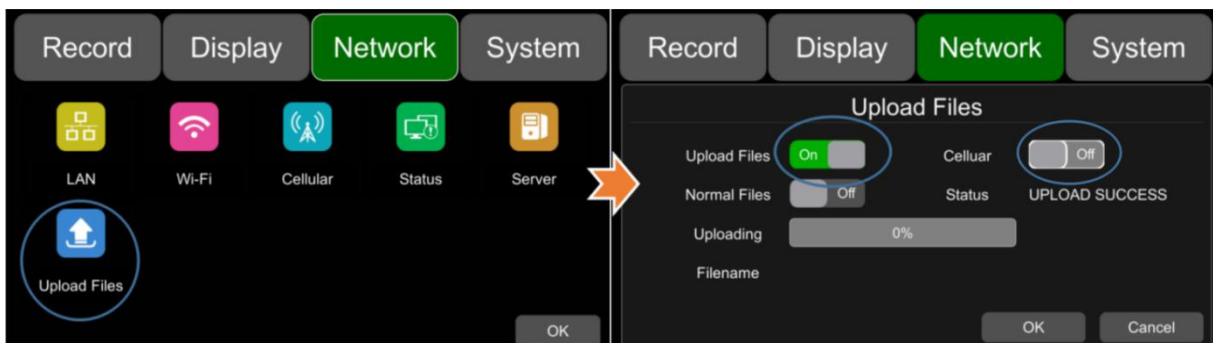 Record Display Network System
LAN Wi-Fi Cellular Status Server
Upload Files
OK
Record Display Network System
Upload Files
Upload Files On Celluar Off
Normal Files Off Status UPLOAD SUCCESS
Uploading 0%
Filename
OK Cancel